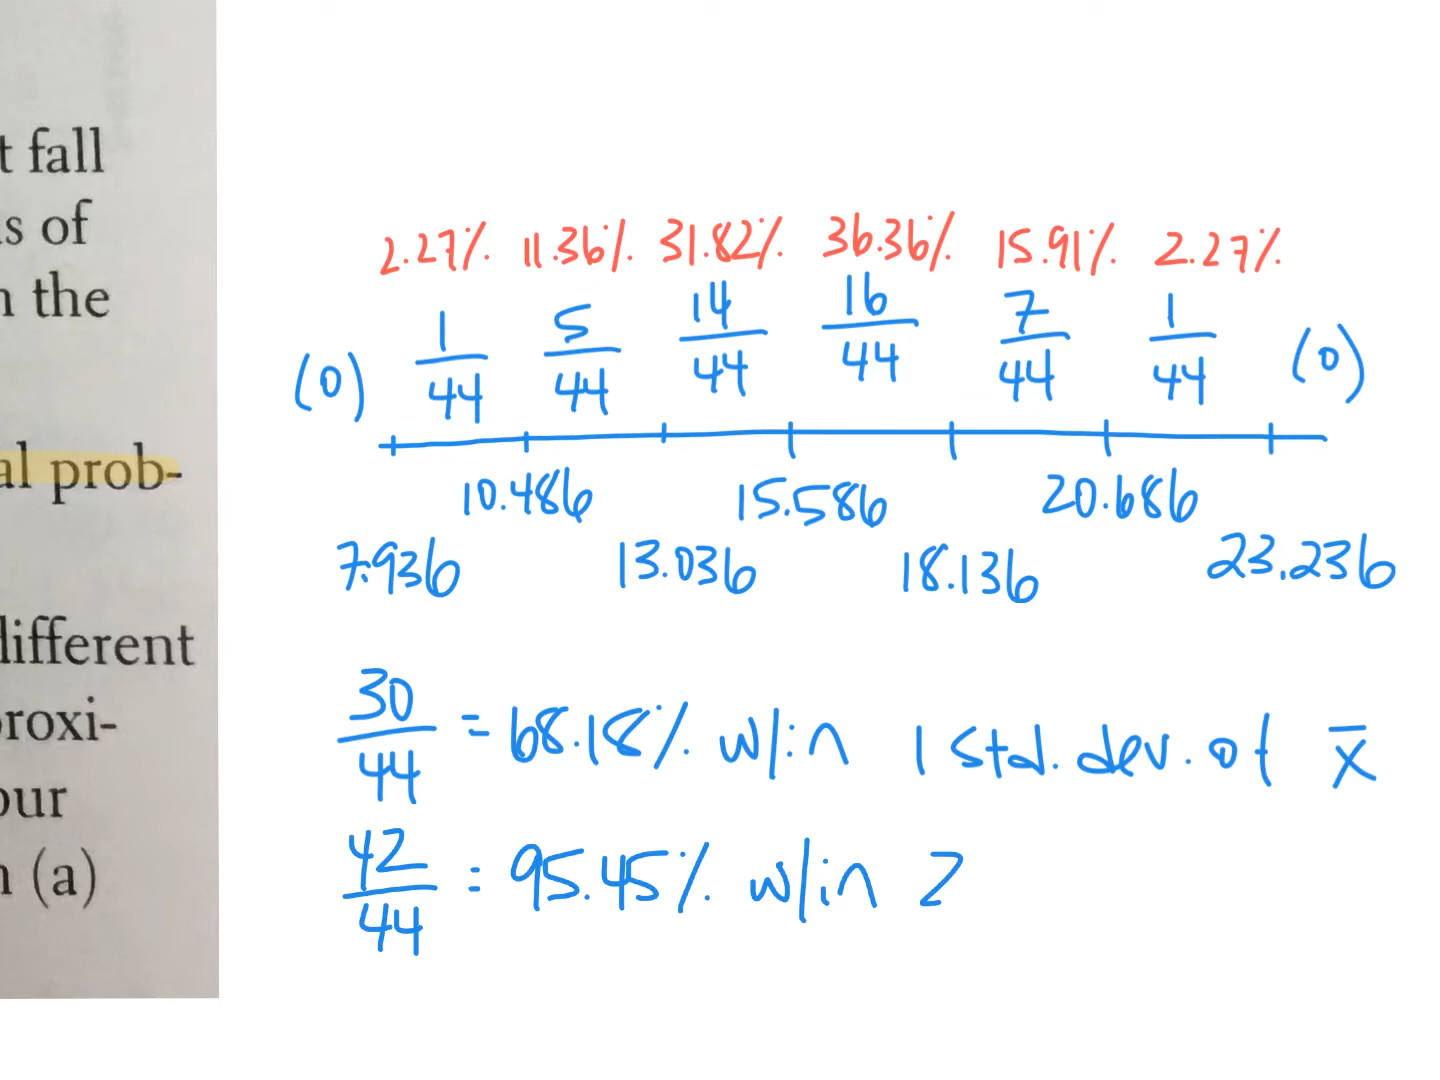 t fall
s of
n the
al prob-
different
roxi-
our
n (a)
2.27% 11.36% 31.82% 36.36% 15.91% 2.27%
(0) 1/44 5/44 14/44 16/44 7/44 1/44 (0)
10.486 15.586 20.686
7.936 13.036 18.136 23.236
30/44 = 68.18% w/in 1 std. dev. of x̄
42/44 = 95.45% w/in 2